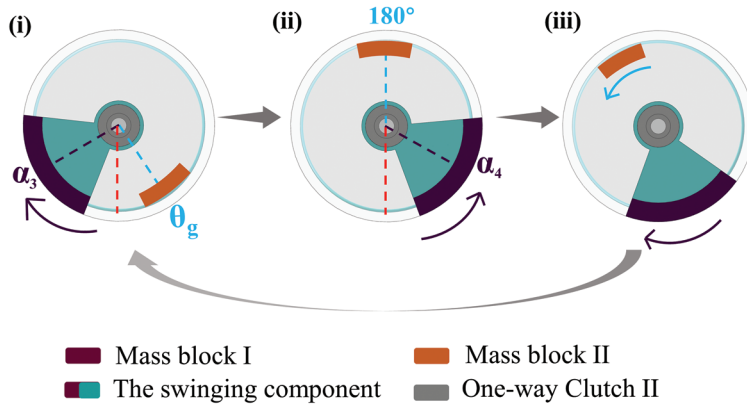 (i) (ii) (iii)
180°
α3 α4
θg
Mass block I Mass block II
The swinging component One-way Clutch II